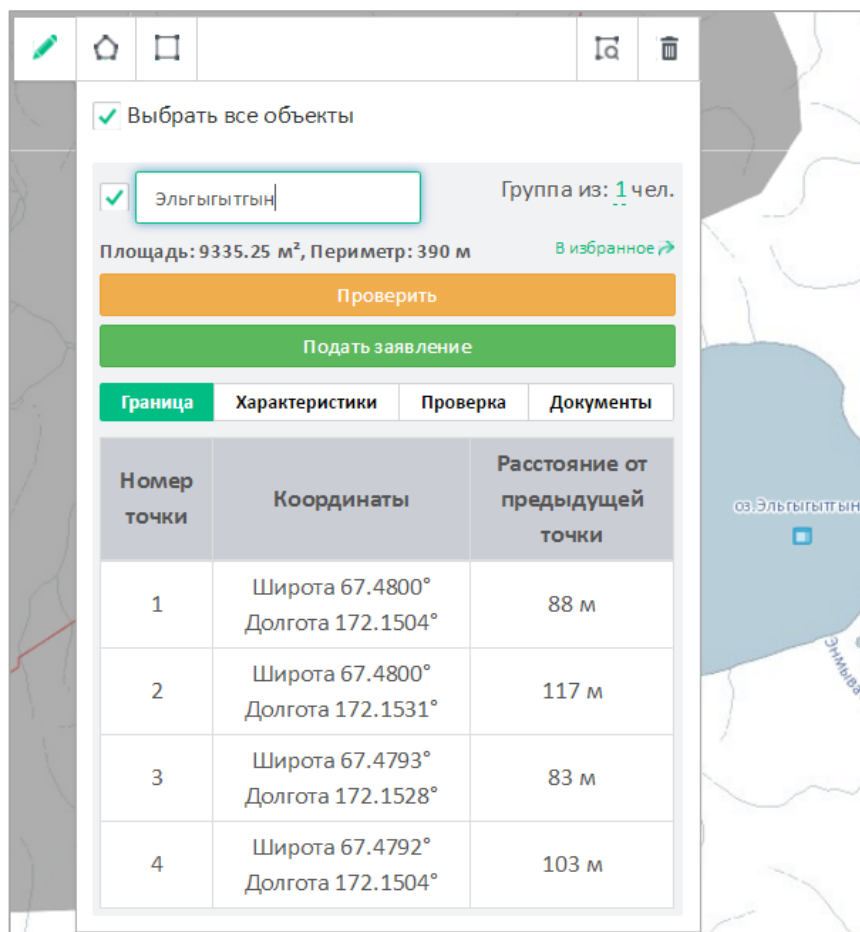 Выбрать все объекты
Эльгыгытгын
Группа из: 1 чел.
Площадь: 9335.25 м², Периметр: 390 м
В избранное
Проверить
Подать заявление
Граница Характеристики Проверка Документы
Номер точки Координаты Расстояние от предыдущей точки
1 Широта 67.4800° Долгота 172.1504° 88 м
2 Широта 67.4800° Долгота 172.1531° 117 м
3 Широта 67.4793° Долгота 172.1528° 83 м
4 Широта 67.4792° Долгота 172.1504° 103 м
оз.Эльгыгытгын
Энмыва